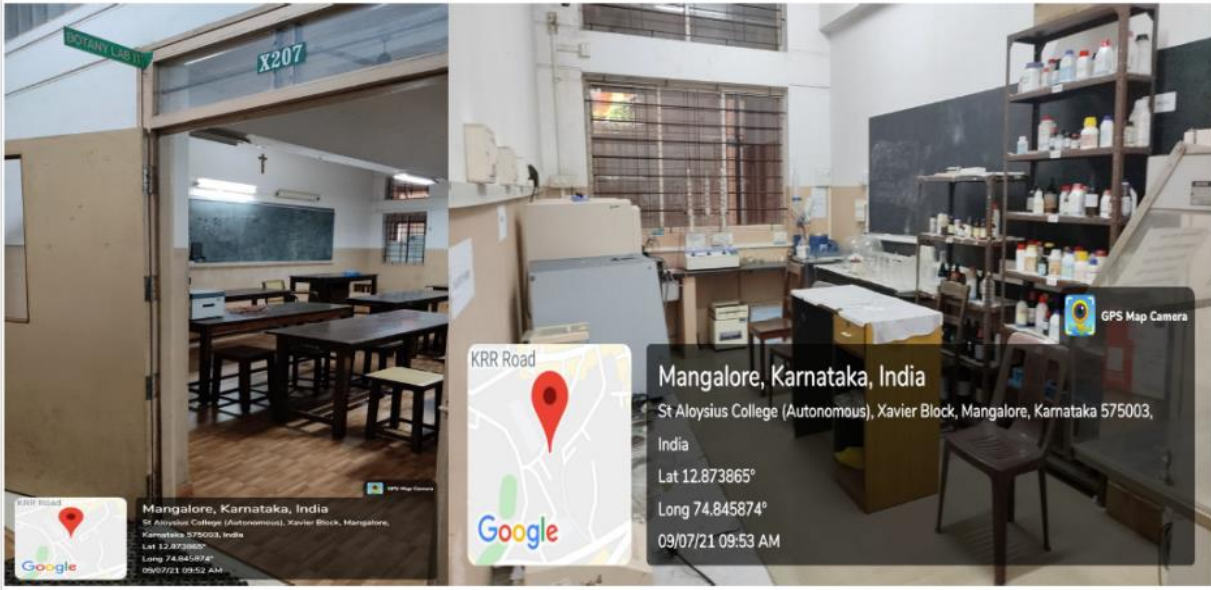 BOTANY LAB II
X207
GPS Map Camera
KRR Road
Google
Mangalore, Karnataka, India
St Aloysius College (Autonomous), Xavier Block, Mangalore,
Karnataka 575003, India
Lat 12.873865°
Long 74.845874°
09/07/21 09:52 AM
GPS Map Camera
KRR Road
Google
Mangalore, Karnataka, India
St Aloysius College (Autonomous), Xavier Block, Mangalore, Karnataka 575003,
India
Lat 12.873865°
Long 74.845874°
09/07/21 09:53 AM